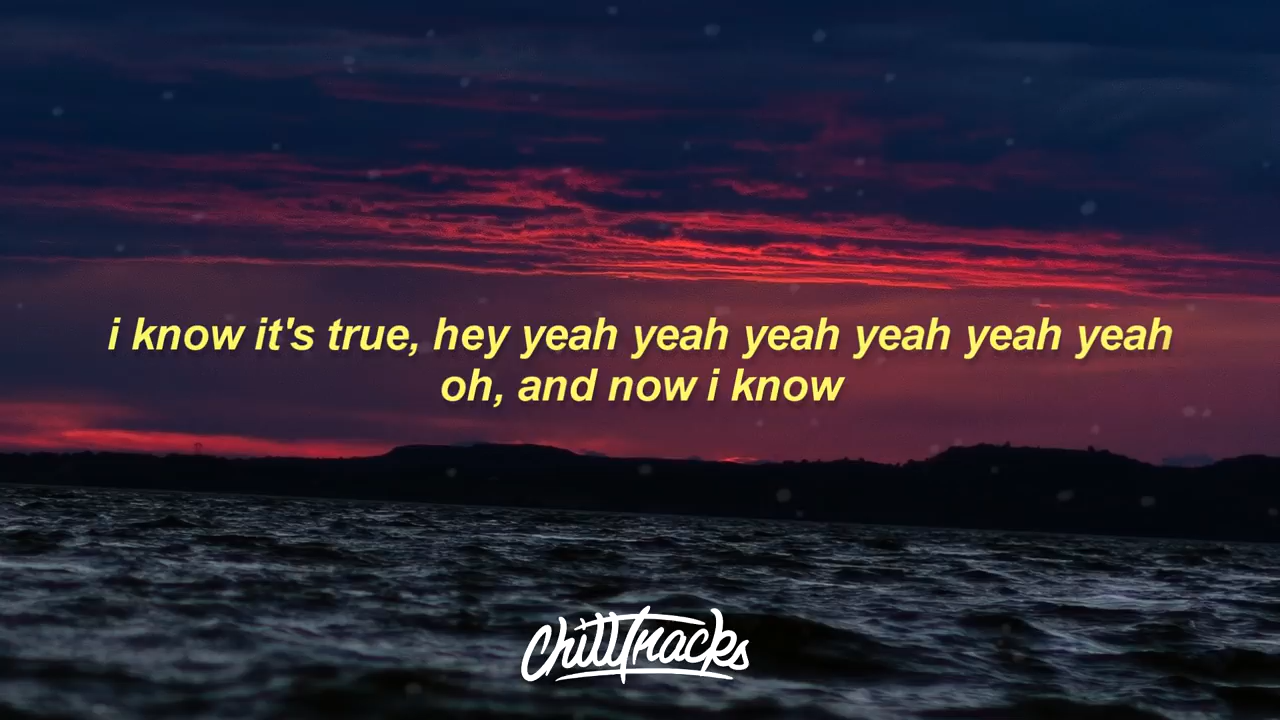 i know it's true, hey yeah yeah yeah yeah yeah yeah
oh, and now i know
ChillTracks